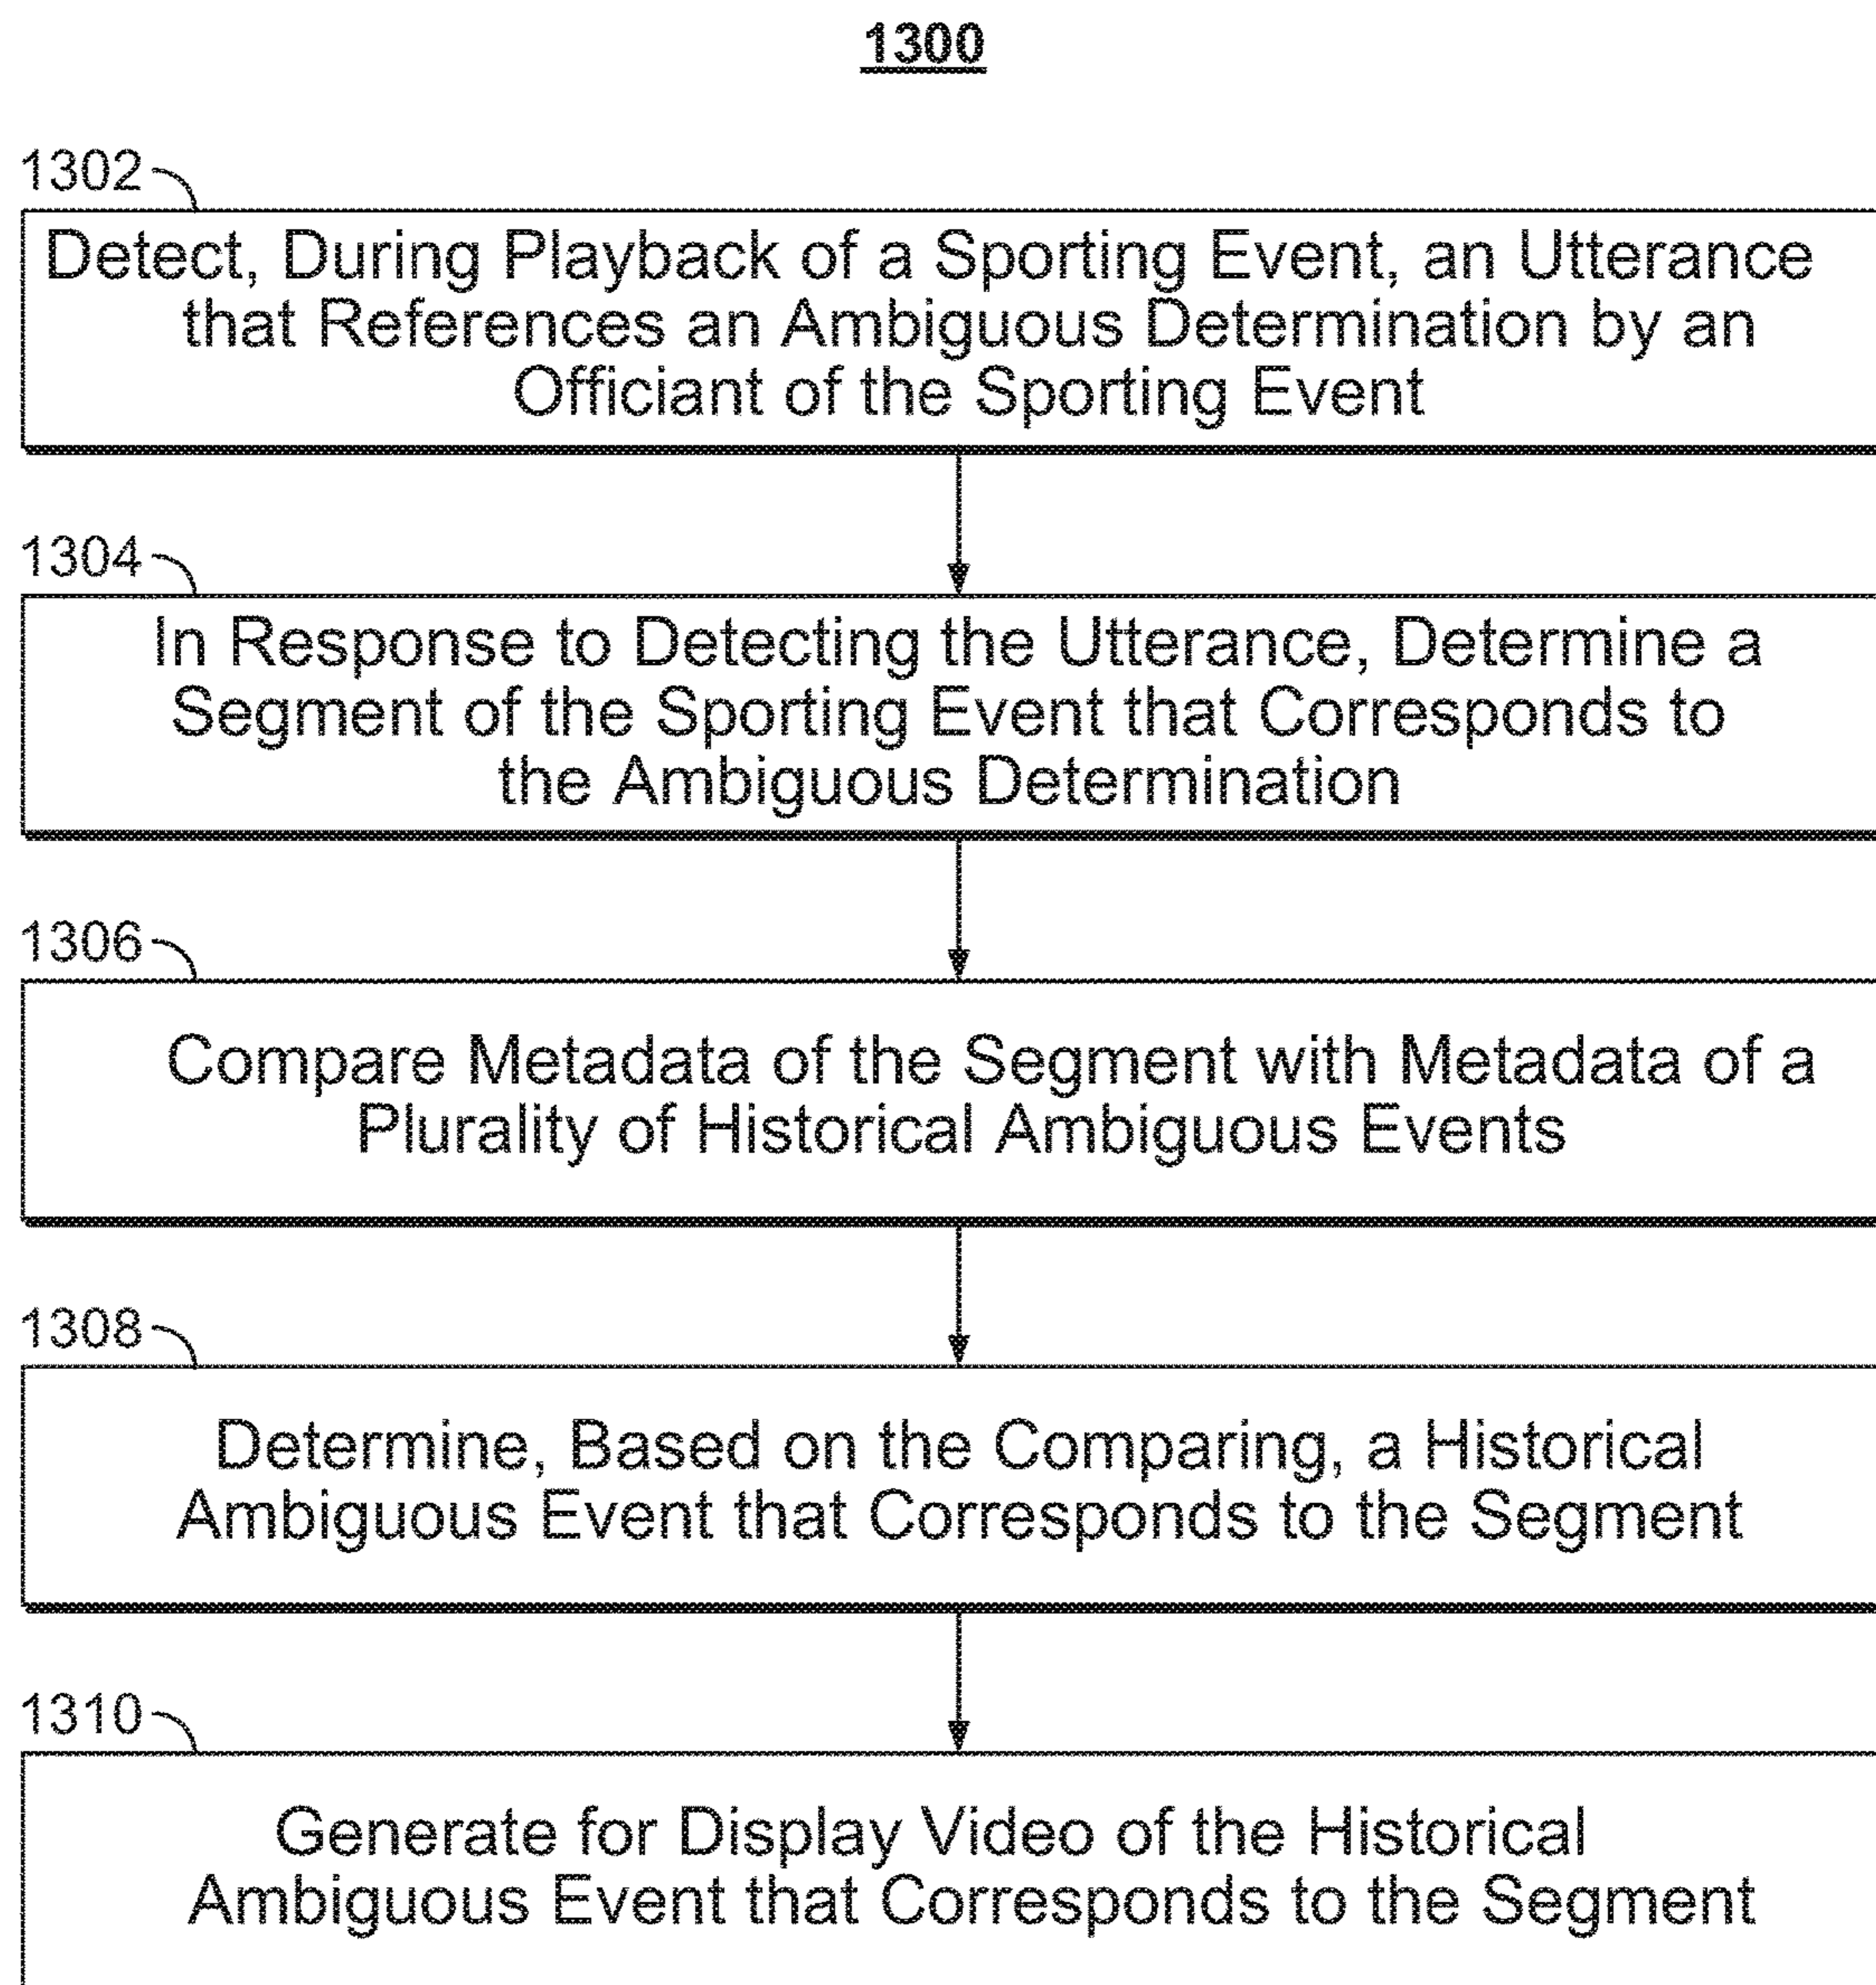 1300
1302
Detect, During Playback of a Sporting Event, an Utterance
that References an Ambiguous Determination by an
Officiant of the Sporting Event
1304
In Response to Detecting the Utterance, Determine a
Segment of the Sporting Event that Corresponds to
the Ambiguous Determination
1306
Compare Metadata of the Segment with Metadata of a
Plurality of Historical Ambiguous Events
1308
Determine, Based on the Comparing, a Historical
Ambiguous Event that Corresponds to the Segment
1310
Generate for Display Video of the Historical
Ambiguous Event that Corresponds to the Segment